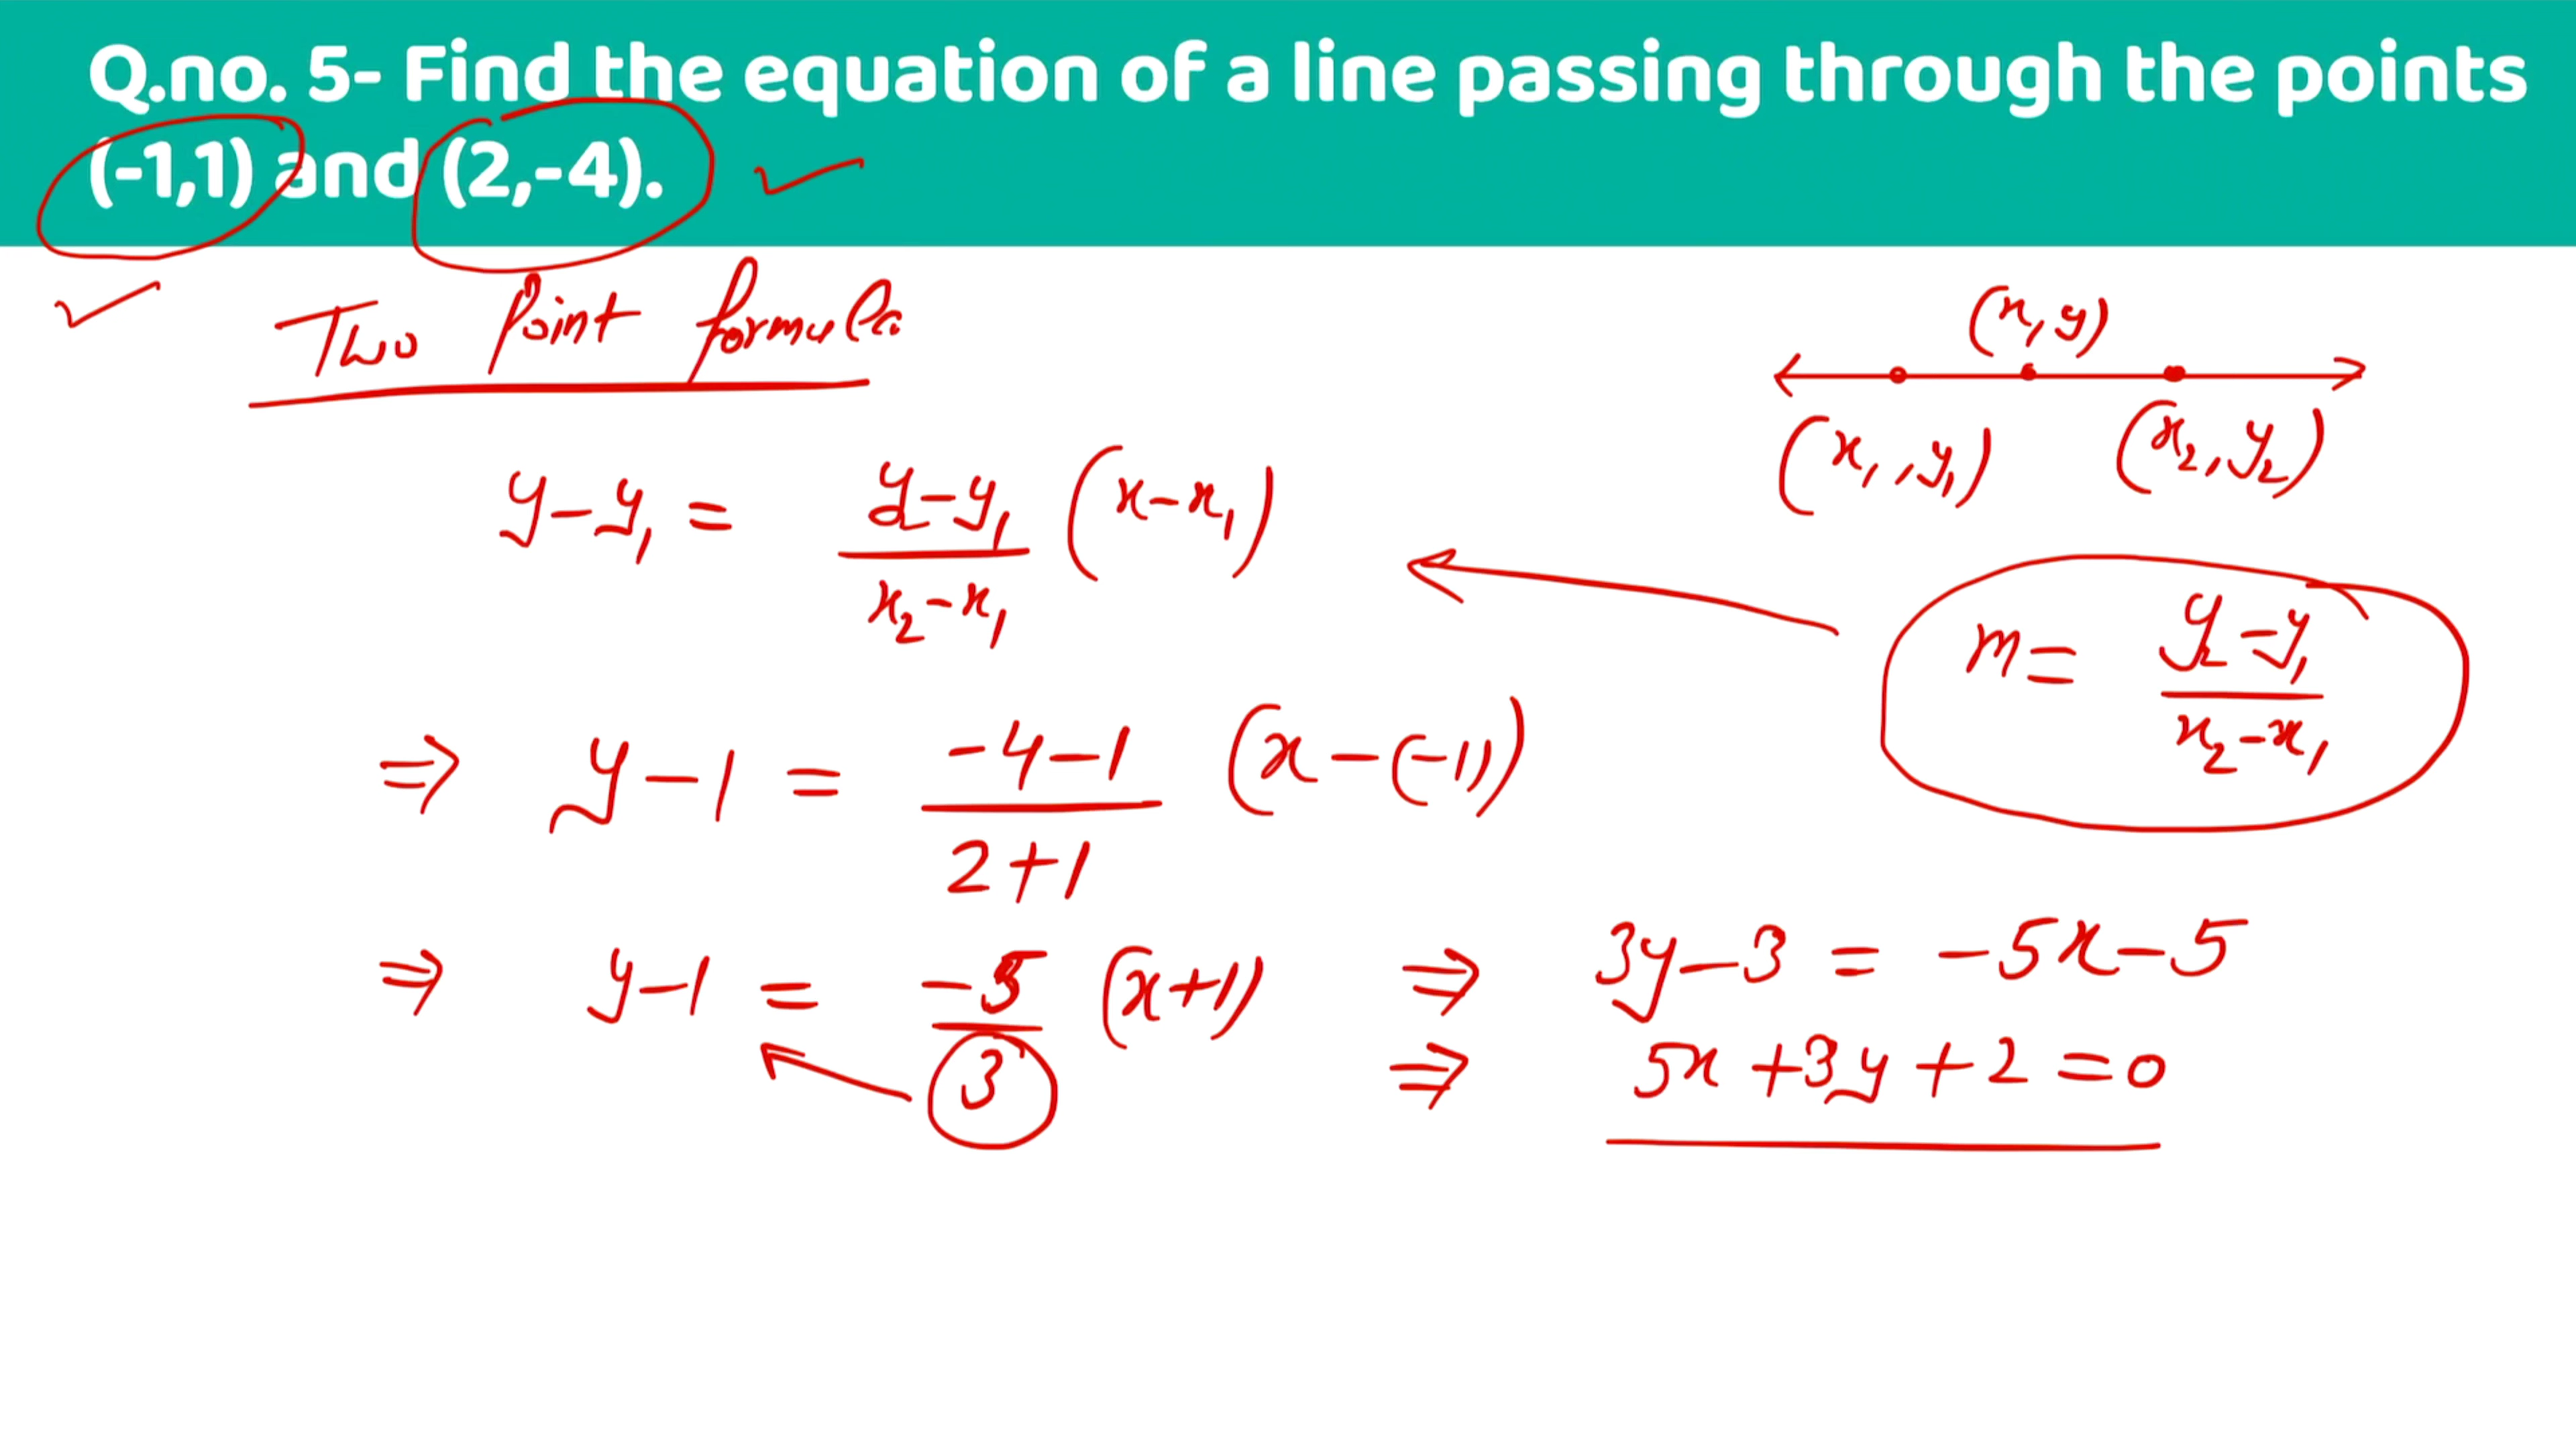 Q.no. 5- Find the equation of a line passing through the points
(-1,1) and (2,-4).
Two Point formula
(x, y)
(x₁, y₁) (x₂, y₂)
y - y₁ = y₂ - y₁ / x₂ - x₁ (x - x₁)
m = y₂ - y₁ / x₂ - x₁
⇒ y - 1 = -4 - 1 / 2 + 1 (x - (-1))
⇒ y - 1 = -5 / 3 (x + 1)
⇒ 3y - 3 = -5x - 5
⇒ 5x + 3y + 2 = 0